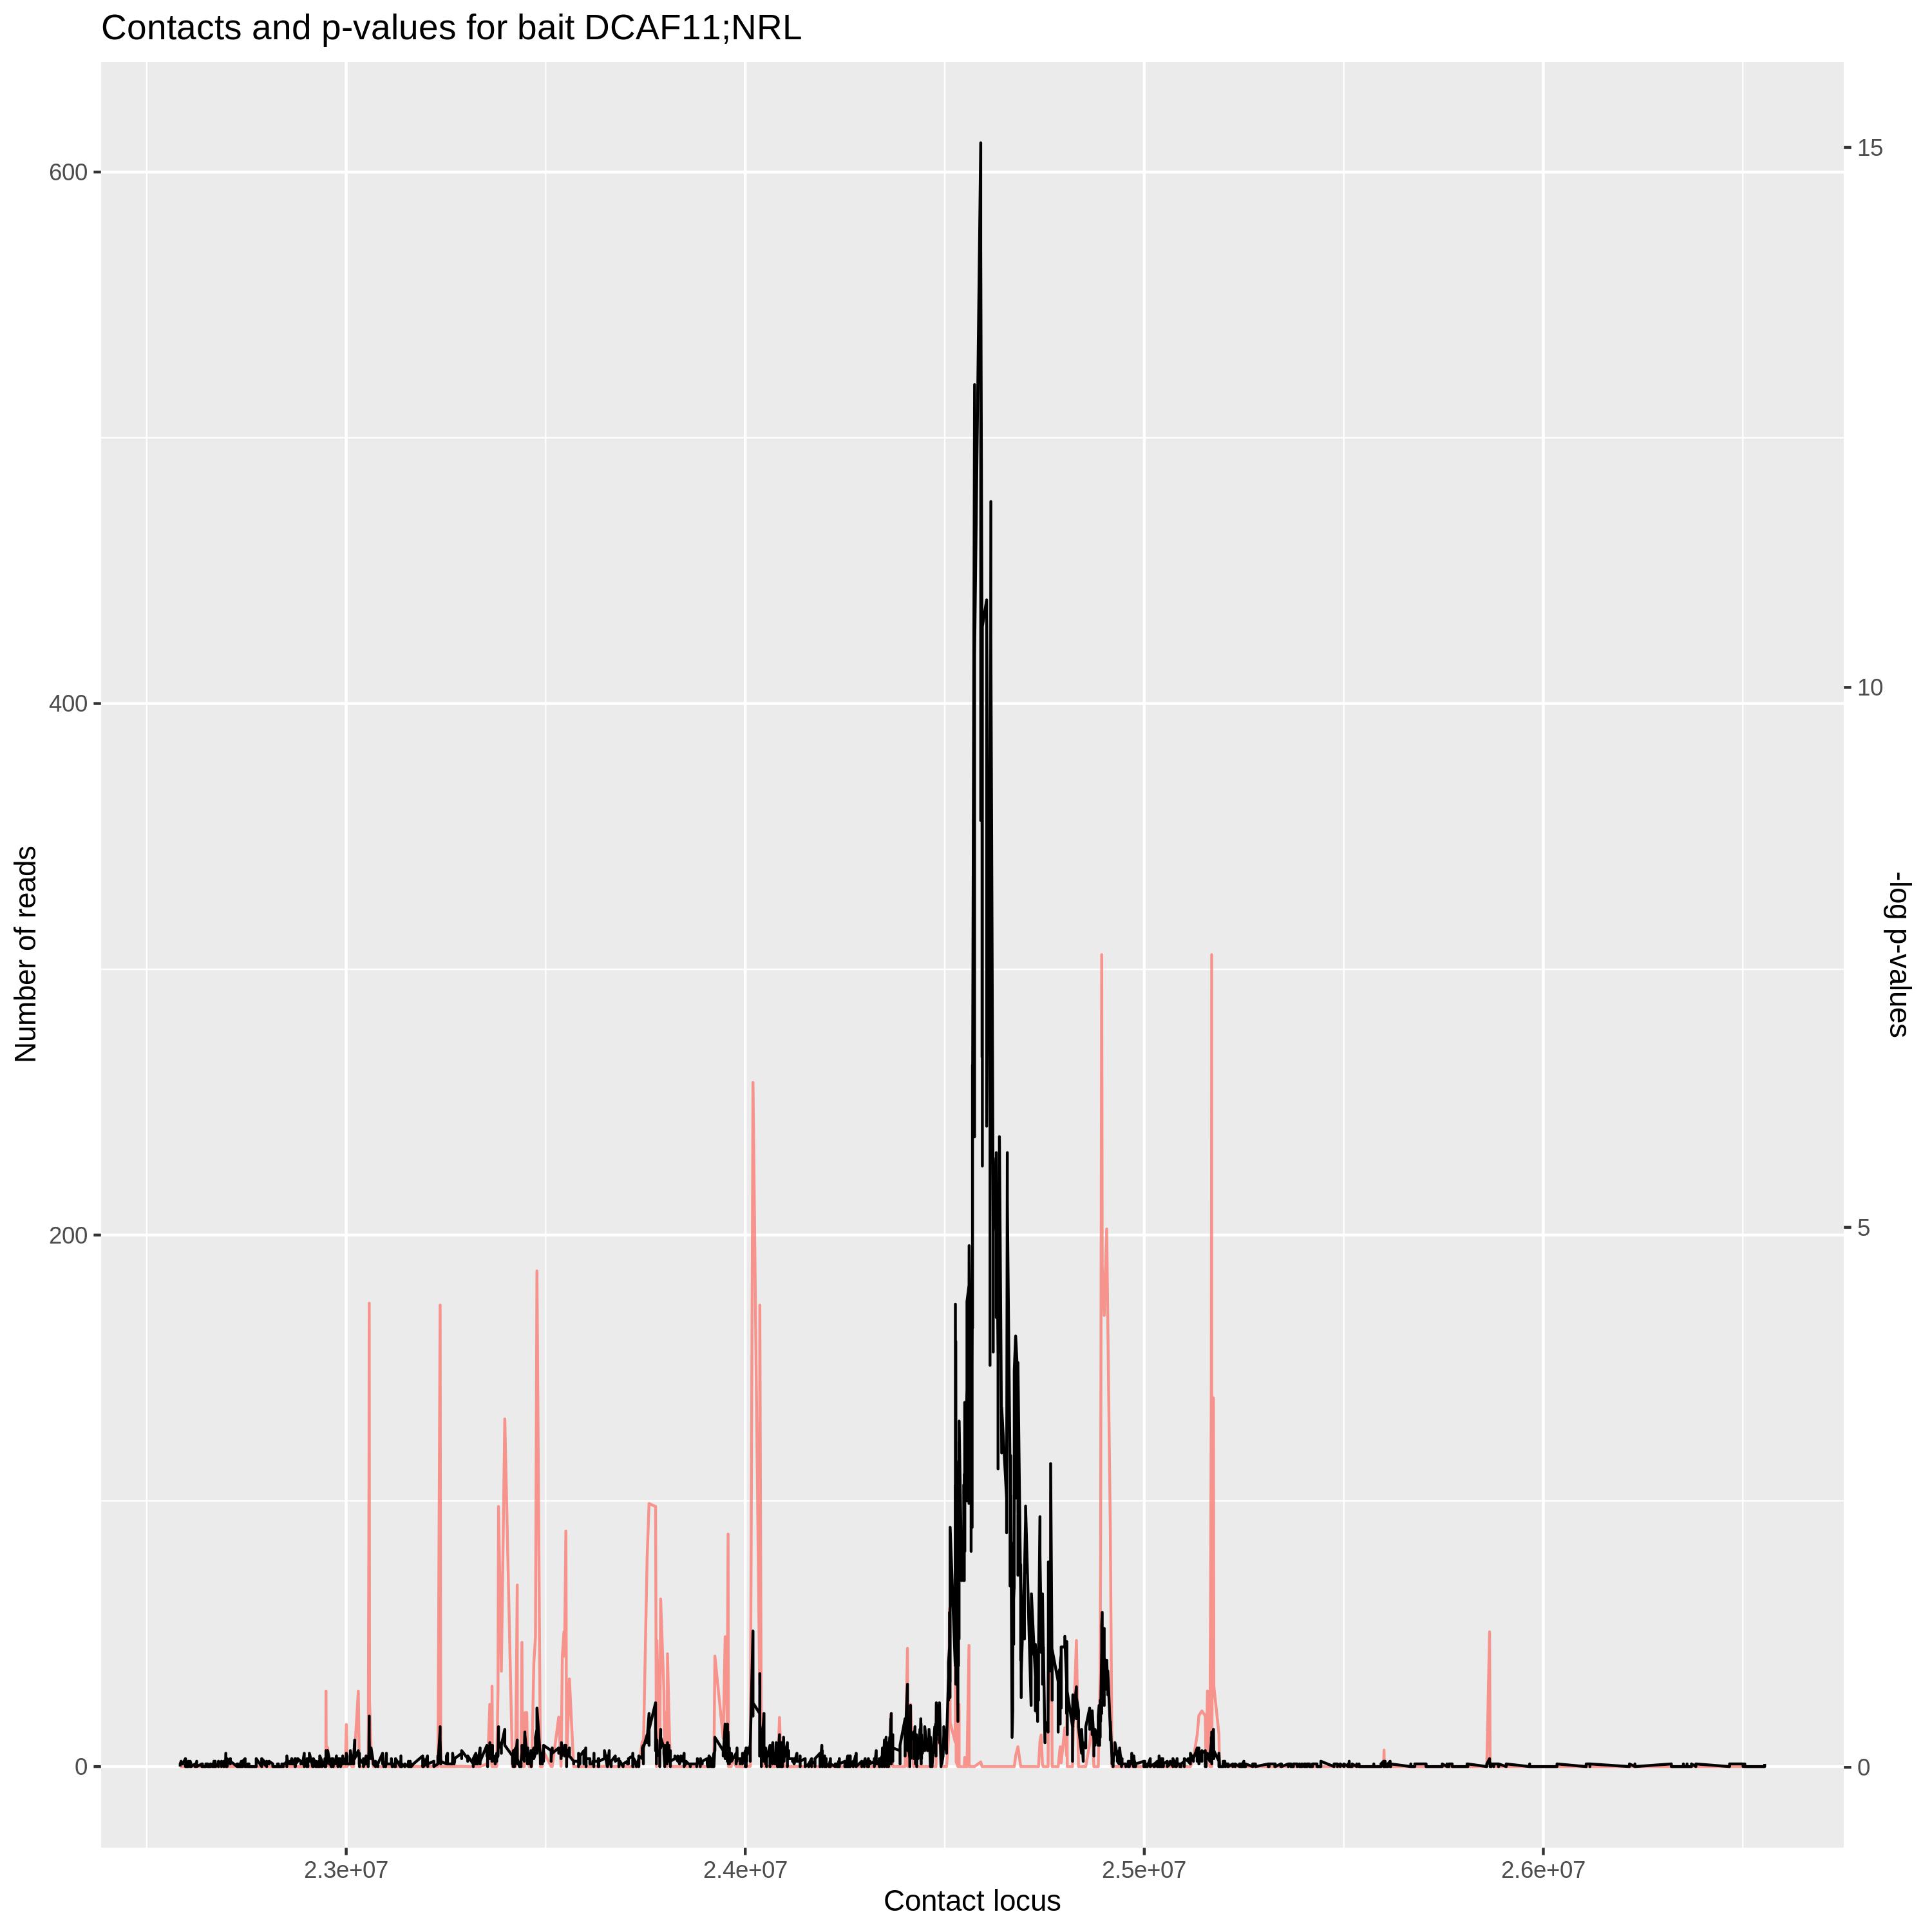 Contacts and p-values for bait DCAF11;NRL
600
400
200
0
Number of reads
15
10
5
0
-log p-values
2.3e+07
2.4e+07
2.5e+07
2.6e+07
Contact locus